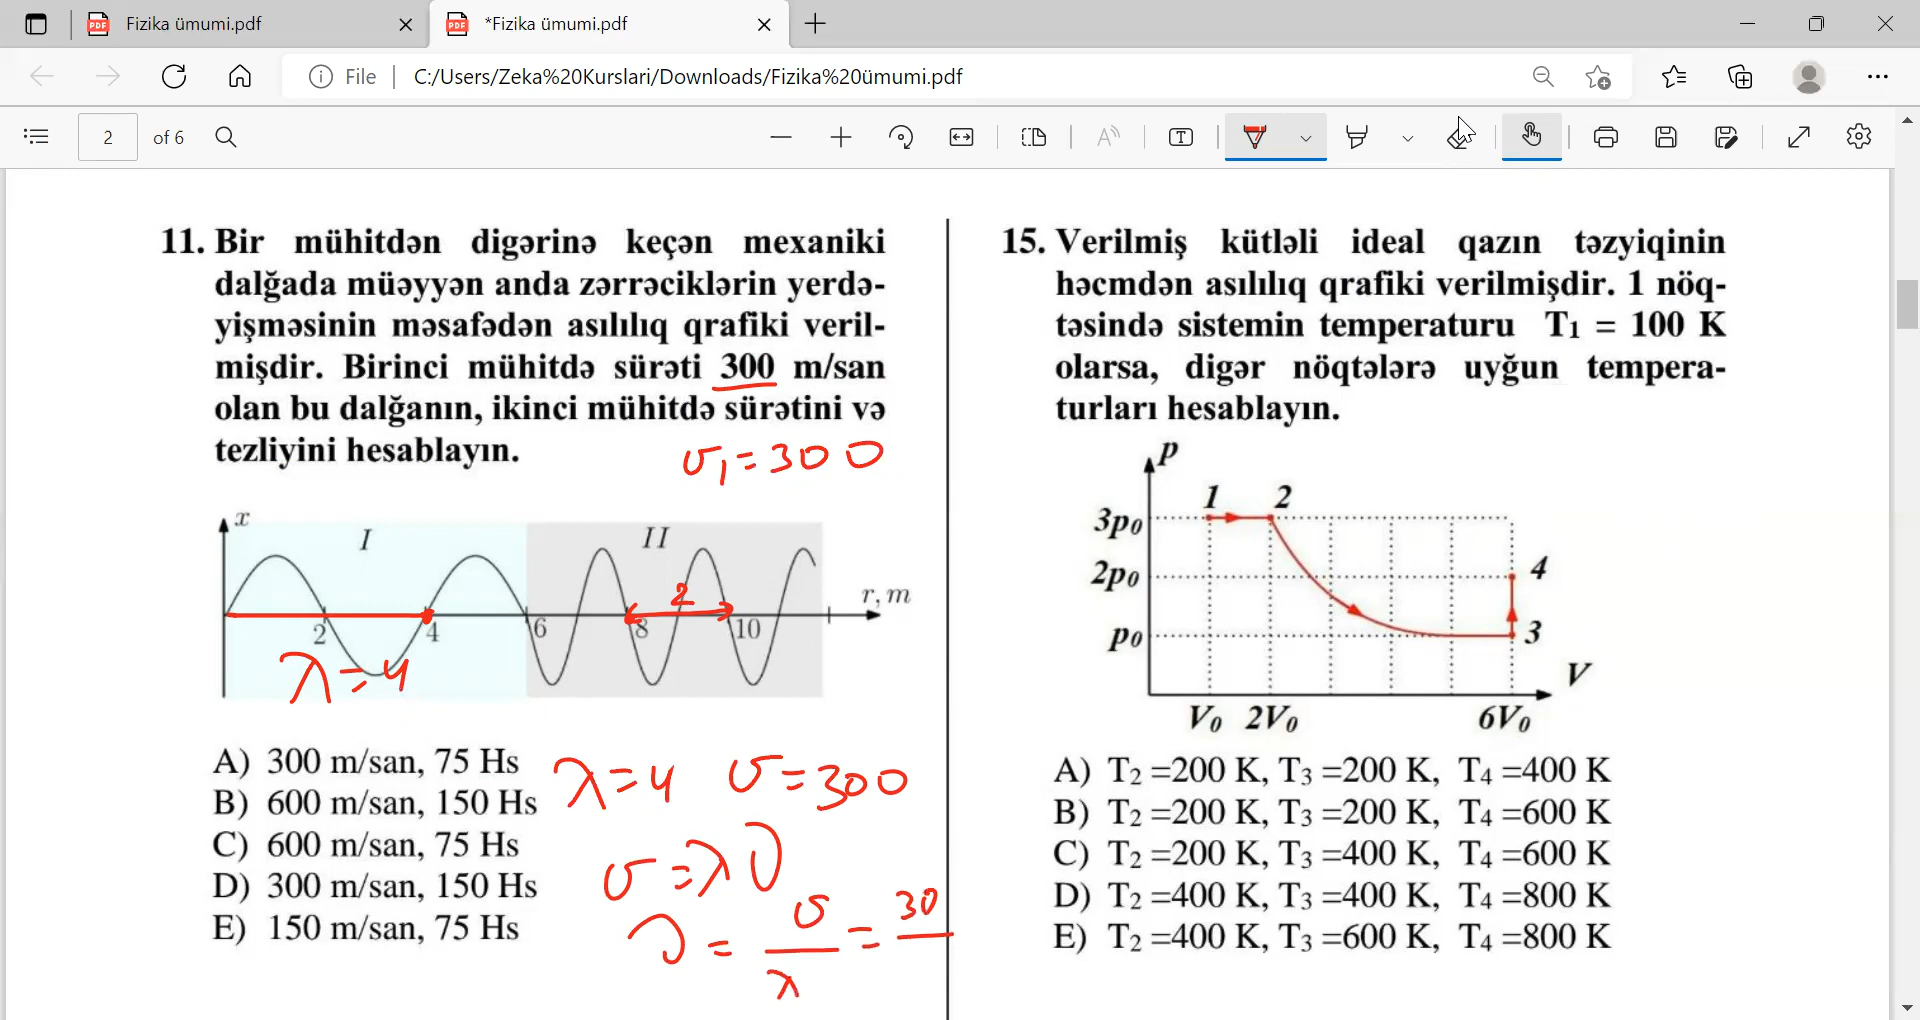 Fizika ümumi.pdf
*Fizika ümumi.pdf
File
C:/Users/Zeka%20Kurslari/Downloads/Fizika%20ümumi.pdf
2 of 6
11. Bir mühitdən digərinə keçən mexaniki
dalğada müəyyən anda zərrəciklərin yerdə-
yişməsinin məsafədən asılılıq qrafiki veril-
mişdir. Birinci mühitdə sürəti 300 m/san
olan bu dalğanın, ikinci mühitdə sürətini və
tezliyini hesablayın.
υ₁=300
x
I
II
r, m
2
2
4
6
8
10
λ=4
A) 300 m/san, 75 Hs
B) 600 m/san, 150 Hs
C) 600 m/san, 75 Hs
D) 300 m/san, 150 Hs
E) 150 m/san, 75 Hs
λ=4 υ=300
υ=λν
ν=υ/λ=30
15. Verilmiş kütləli ideal qazın təzyiqinin
həcmdən asılılıq qrafiki verilmişdir. 1 nöq-
təsində sistemin temperaturu T₁ = 100 K
olarsa, digər nöqtələrə uyğun tempera-
turları hesablayın.
p
1 2
3p₀
2p₀
4
p₀
3
V
V₀ 2V₀ 6V₀
A) T₂ =200 K, T₃ =200 K, T₄ =400 K
B) T₂ =200 K, T₃ =200 K, T₄ =600 K
C) T₂ =200 K, T₃ =400 K, T₄ =600 K
D) T₂ =400 K, T₃ =400 K, T₄ =800 K
E) T₂ =400 K, T₃ =600 K, T₄ =800 K